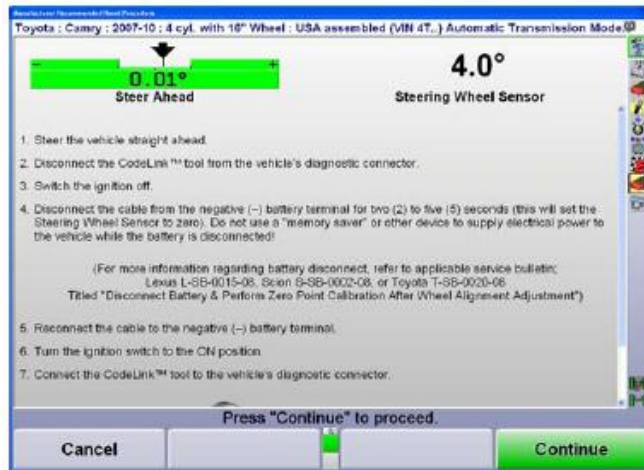 Manufacturer Recommended Reset Procedure
Toyota : Camry : 2007-10 : 4 cyl. with 16" Wheel : USA assembled (VIN 4T..) Automatic Transmission Mode
- +
0.01°
Steer Ahead
4.0°
Steering Wheel Sensor
1. Steer the vehicle straight ahead.
2. Disconnect the CodeLink™ tool from the vehicle's diagnostic connector.
3. Switch the ignition off.
4. Disconnect the cable from the negative (–) battery terminal for two (2) to five (5) seconds (this will set the
Steering Wheel Sensor to zero). Do not use a "memory saver" or other device to supply electrical power to
the vehicle while the battery is disconnected!
(For more information regarding battery disconnect, refer to applicable service bulletin;
Lexus L-SB-0015-08, Scion S-SB-0002-08, or Toyota T-SB-0020-08
Titled "Disconnect Battery & Perform Zero Point Calibration After Wheel Alignment Adjustment")
5. Reconnect the cable to the negative (–) battery terminal.
6. Turn the ignition switch to the ON position.
7. Connect the CodeLink™ tool to the vehicle's diagnostic connector.
Press "Continue" to proceed.
Cancel
Continue